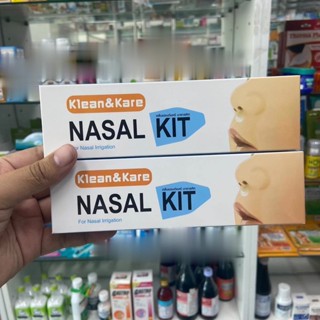 Klean&Kare
NASAL KIT
For Nasal Irrigation
Klean&Kare
NASAL KIT
For Nasal Irrigation